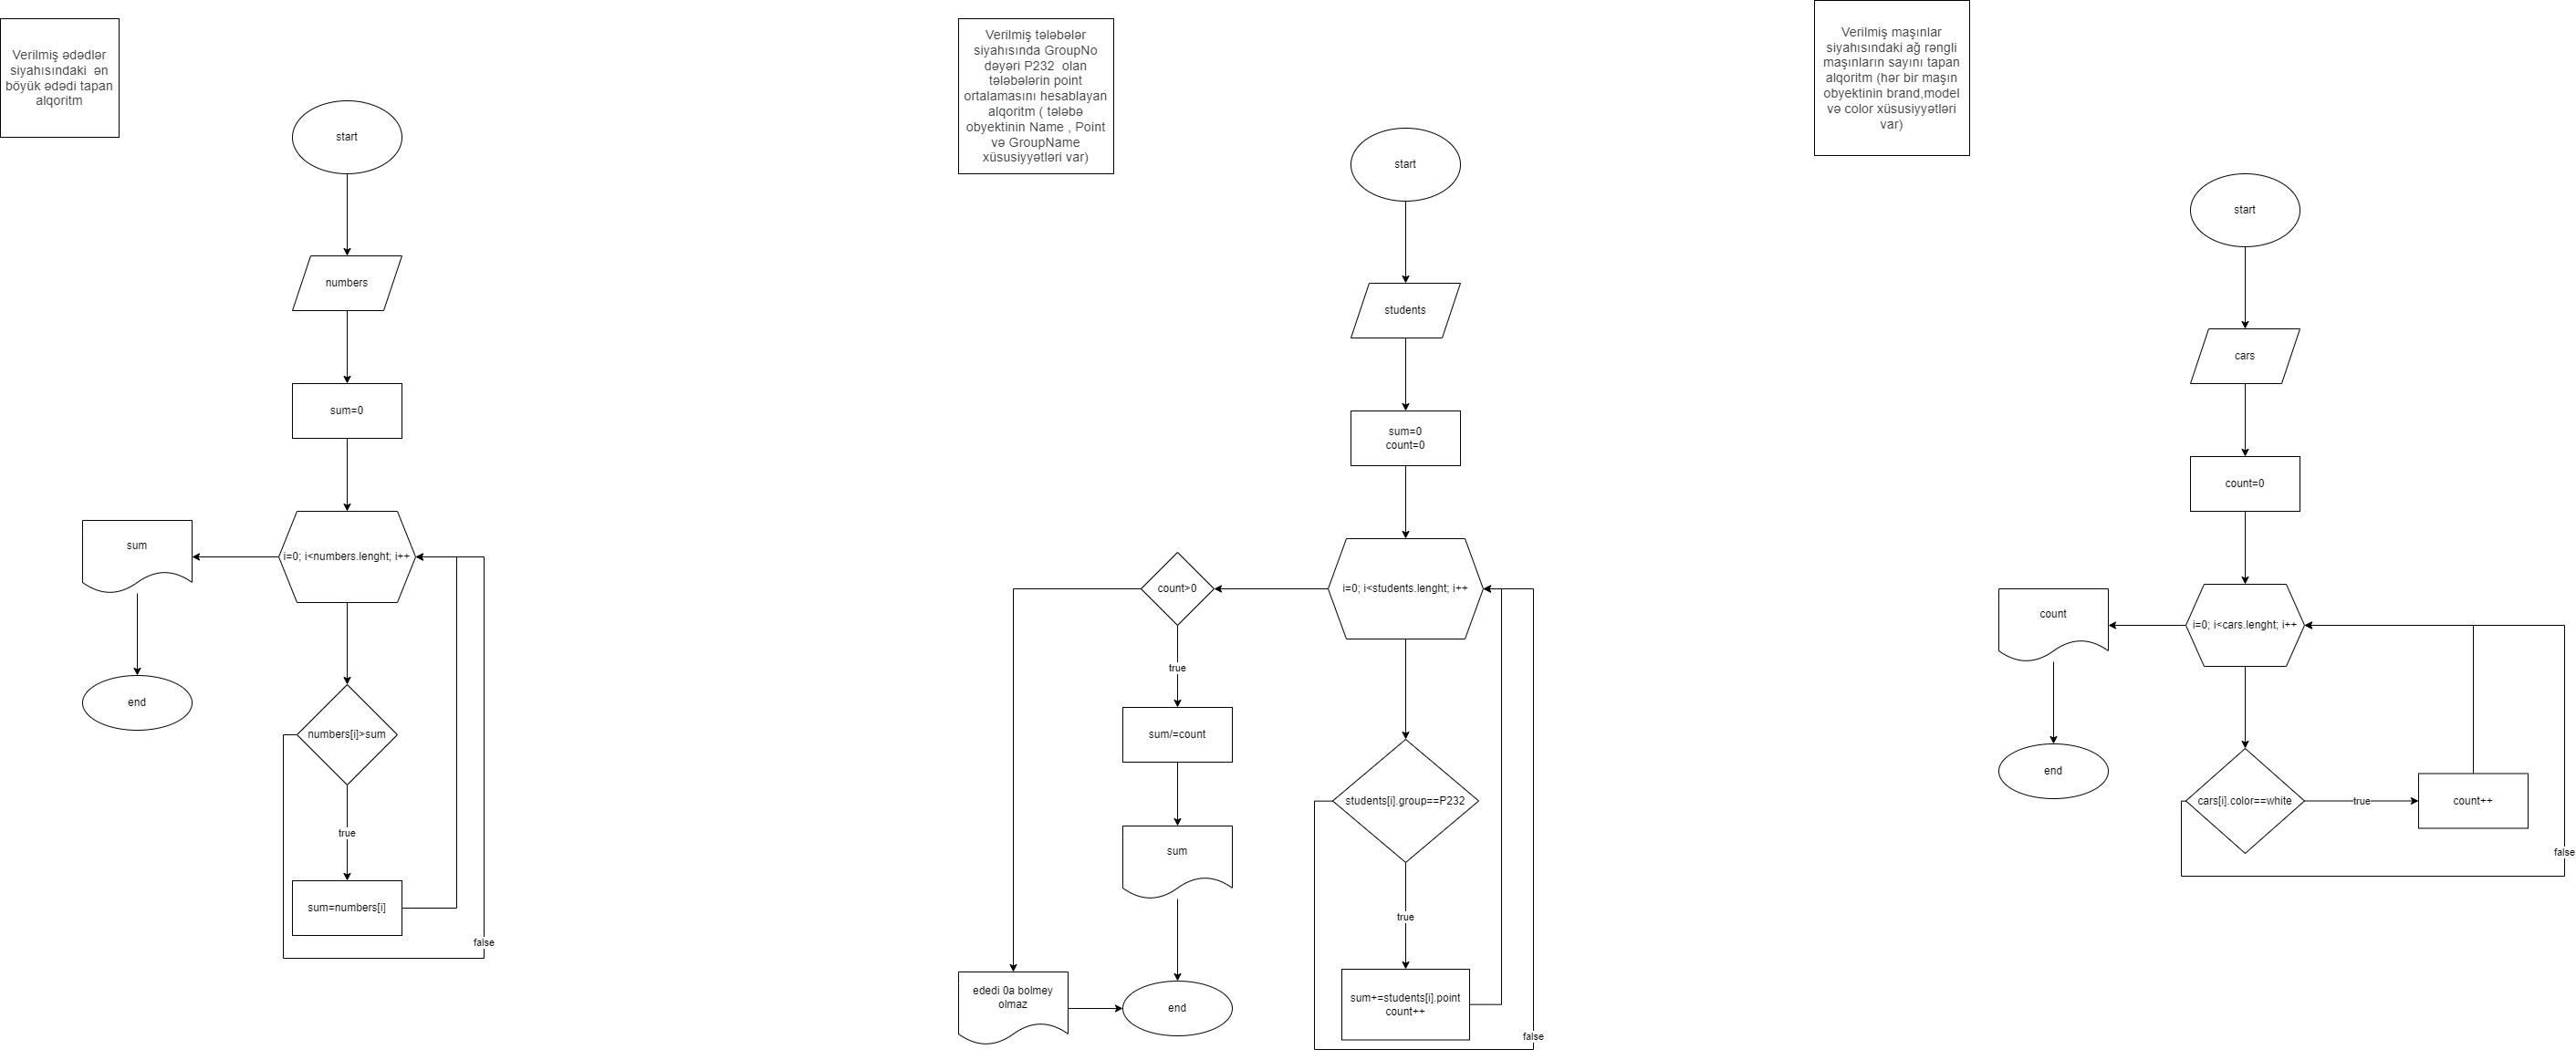 Verilmiş ədədlər
siyahısındaki ən
böyük ədədi tapan
alqoritm
start
numbers
sum=0
i=0; i<numbers.lenght; i++
sum
end
numbers[i]>sum
true
sum=numbers[i]
false
Verilmiş tələbələr
siyahısında GroupNo
dəyəri P232 olan
tələbələrin point
ortalamasını hesablayan
alqoritm ( tələbə
obyektinin Name , Point
və GroupName
xüsusiyyətləri var)
start
students
sum=0
count=0
i=0; i<students.lenght; i++
count>0
true
sum/=count
sum
ededi 0a bolmey
olmaz
end
students[i].group==P232
true
sum+=students[i].point
count++
false
Verilmiş maşınlar
siyahısındaki ağ rəngli
maşınların sayını tapan
alqoritm (hər bir maşın
obyektinin brand,model
və color xüsusiyyətləri
var)
start
cars
count=0
i=0; i<cars.lenght; i++
count
end
cars[i].color==white
true
count++
false